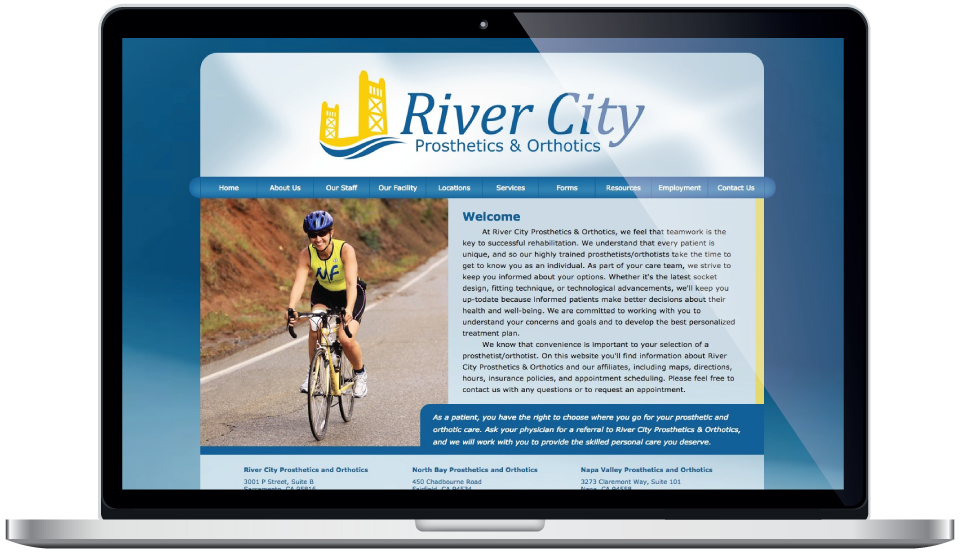 River City
Prosthetics & Orthotics
Home About Us Our Staff Our Facility Locations Services Forms Resources Employment Contact Us
Welcome
At River City Prosthetics & Orthotics, we feel that teamwork is the
key to successful rehabilitation. We understand that every patient is
unique, and so our highly trained prosthetists/orthotists take the time to
get to know you as an individual. As part of your care team, we strive to
keep you informed about your options. Whether it's the latest socket
design, fitting technique, or technological advancements, we'll keep you
up-todate because informed patients make better decisions about their
health and well-being. We are committed to working with you to
understand your concerns and goals and to develop the best personalized
treatment plan.
We know that convenience is important to your selection of a
prosthetist/orthotist. On this website you'll find information about River
City Prosthetics & Orthotics and our affiliates, including maps, directions,
hours, insurance policies, and appointment scheduling. Please feel free to
contact us with any questions or to request an appointment.
As a patient, you have the right to choose where you go for your prosthetic and
orthotic care. Ask your physician for a referral to River City Prosthetics & Orthotics,
and we will work with you to provide the skilled personal care you deserve.
River City Prosthetics and Orthotics North Bay Prosthetics and Orthotics Napa Valley Prosthetics and Orthotics
3001 P Street, Suite B 450 Chadbourne Road 3273 Claremont Way, Suite 101
Sacramento, CA 95816 Fairfield, CA 94534 Napa, CA 94558